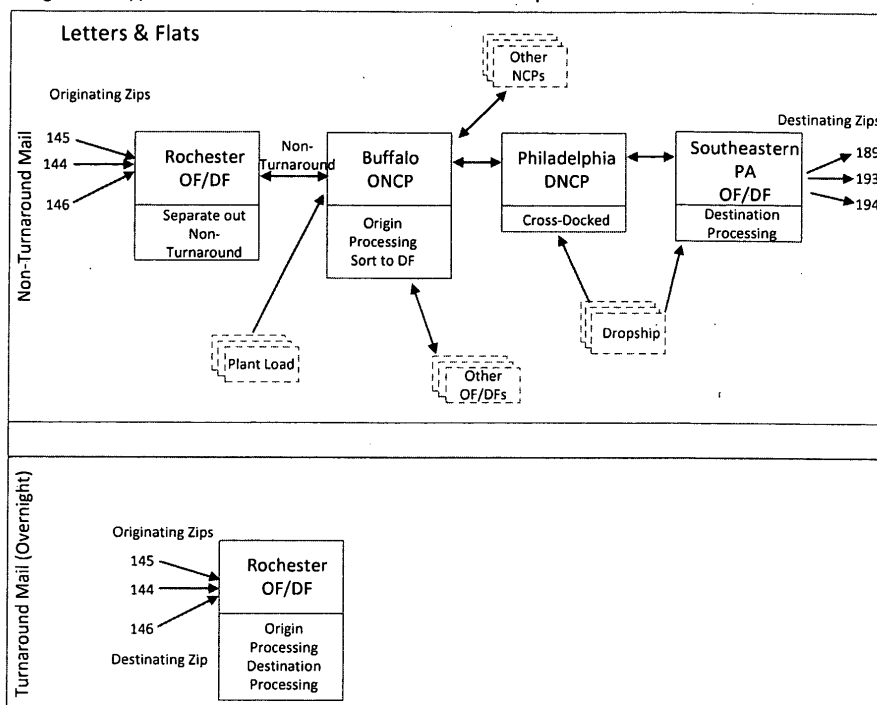 Letters & Flats
Other
NCPs
Originating Zips
Destinating Zips
Non-Turnaround Mail
145
144
146
Rochester
OF/DF
Separate out
Non-
Turnaround
Non-
Turnaround
Buffalo
ONCP
Origin
Processing
Sort to DF
Philadelphia
DNCP
Cross-Docked
Southeastern
PA
OF/DF
Destination
Processing
189
193
194
Plant Load
Other
OF/DFs
Dropship
Turnaround Mail (Overnight)
Originating Zips
145
144
146
Destinating Zip
Rochester
OF/DF
Origin
Processing
Destination
Processing